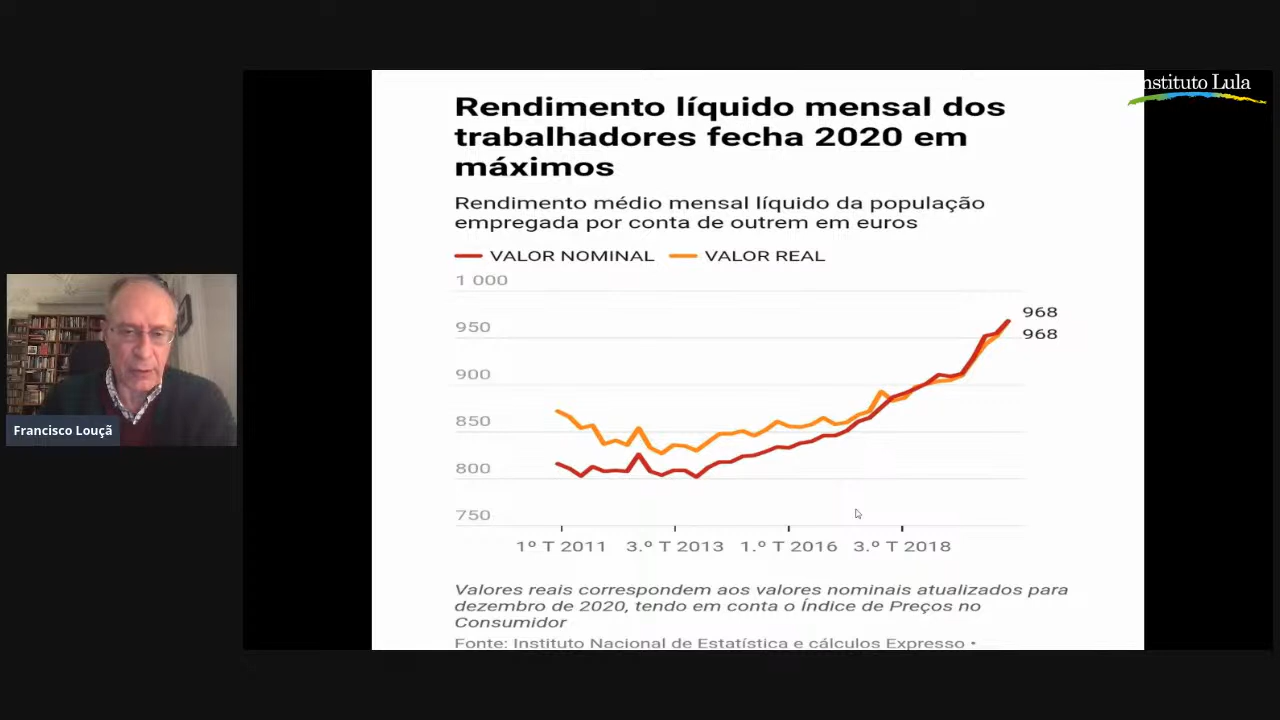 nstituto Lula
Rendimento líquido mensal dos
trabalhadores fecha 2020 em
máximos
Rendimento médio mensal líquido da população
empregada por conta de outrem em euros
VALOR NOMINAL VALOR REAL
1 000
968
950
968
900
850
800
750
1º T 2011 3.º T 2013 1.º T 2016 3.º T 2018
Valores reais correspondem aos valores nominais atualizados para
dezembro de 2020, tendo em conta o Índice de Preços no
Consumidor
Fonte: Instituto Nacional de Estatística e cálculos Expresso •
Francisco Louçã